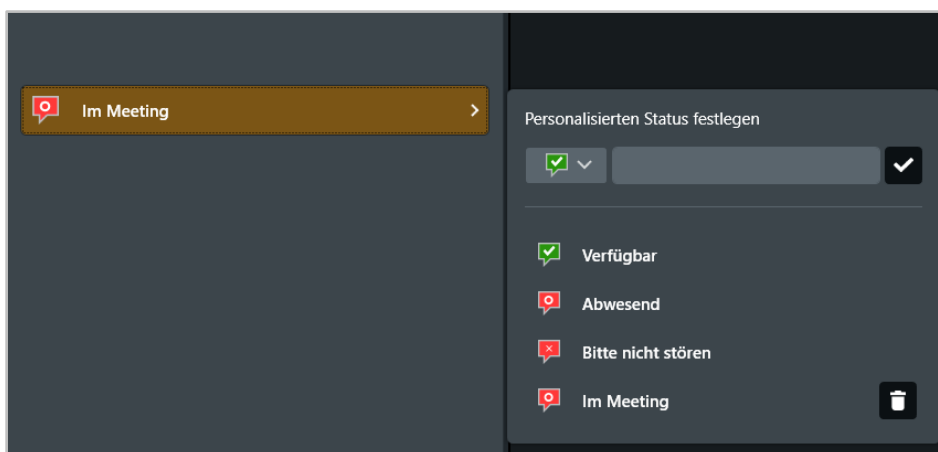 Im Meeting
Personalisierten Status festlegen
Verfügbar
Abwesend
Bitte nicht stören
Im Meeting